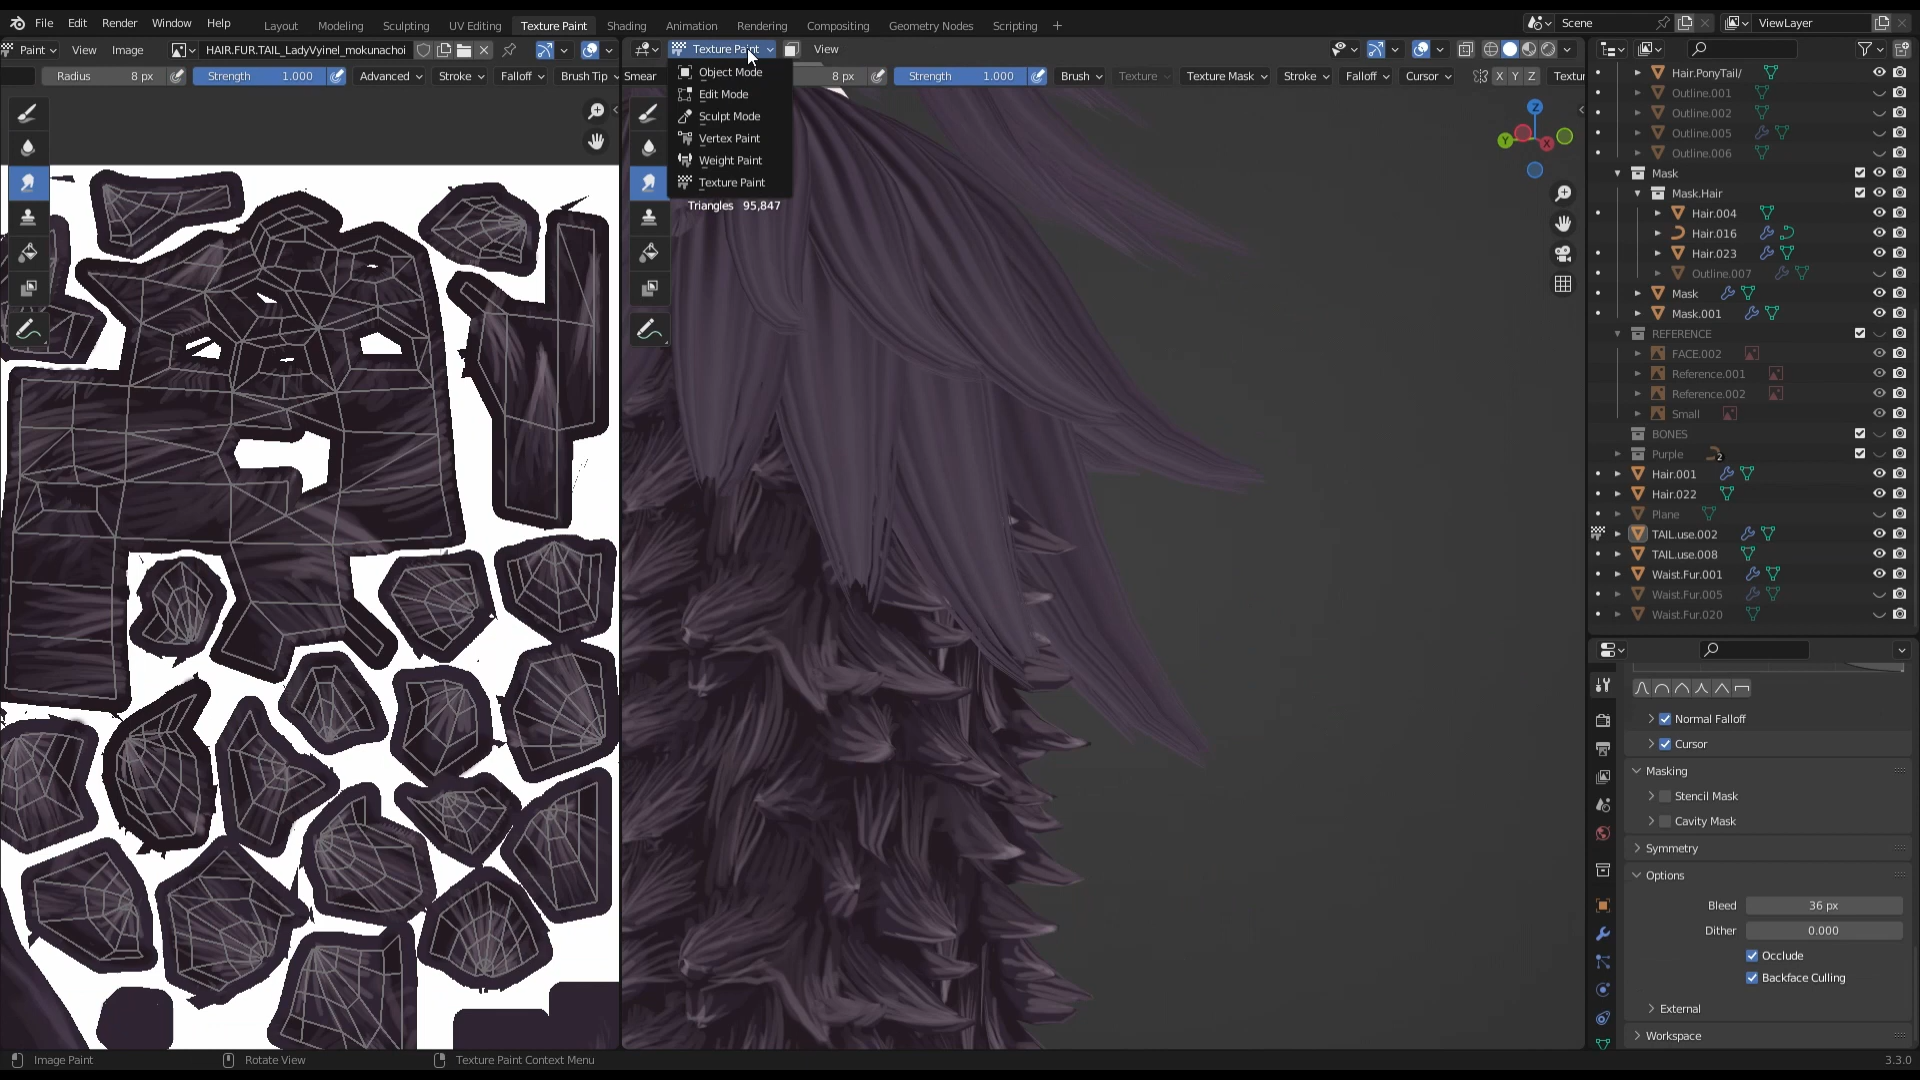 File Edit Render Window Help Layout Modeling Sculpting UV Editing Texture Paint Shading Animation Rendering Compositing Geometry Nodes Scripting + Scene ViewLayer
Paint View Image HAIR.FUR.TAIL_LadyVyinel_mokunachoi Texture Paint View
Radius 8 px Strength 1.000 Advanced Stroke Falloff Brush Tip Smear 8 px Strength 1.000 Brush Texture Texture Mask Stroke Falloff Cursor X Y Z Textur
Object Mode
Edit Mode
Sculpt Mode
Vertex Paint
Weight Paint
Texture Paint
Triangles 95,847
Z
Y
X
Hair.PonyTail/
Outline.001
Outline.002
Outline.005
Outline.006
Mask
Mask.Hair
Hair.004
Hair.016
Hair.023
Outline.007
Mask
Mask.001
REFERENCE
FACE.002
Reference.001
Reference.002
Small
BONES
Purple 2
Hair.001
Hair.022
Plane
TAIL.use.002
TAIL.use.008
Waist.Fur.001
Waist.Fur.005
Waist.Fur.020
Normal Falloff
Cursor
Masking
Stencil Mask
Cavity Mask
Symmetry
Options
Bleed 36 px
Dither 0.000
Occlude
Backface Culling
External
Workspace
Image Paint Rotate View Texture Paint Context Menu 3.3.0